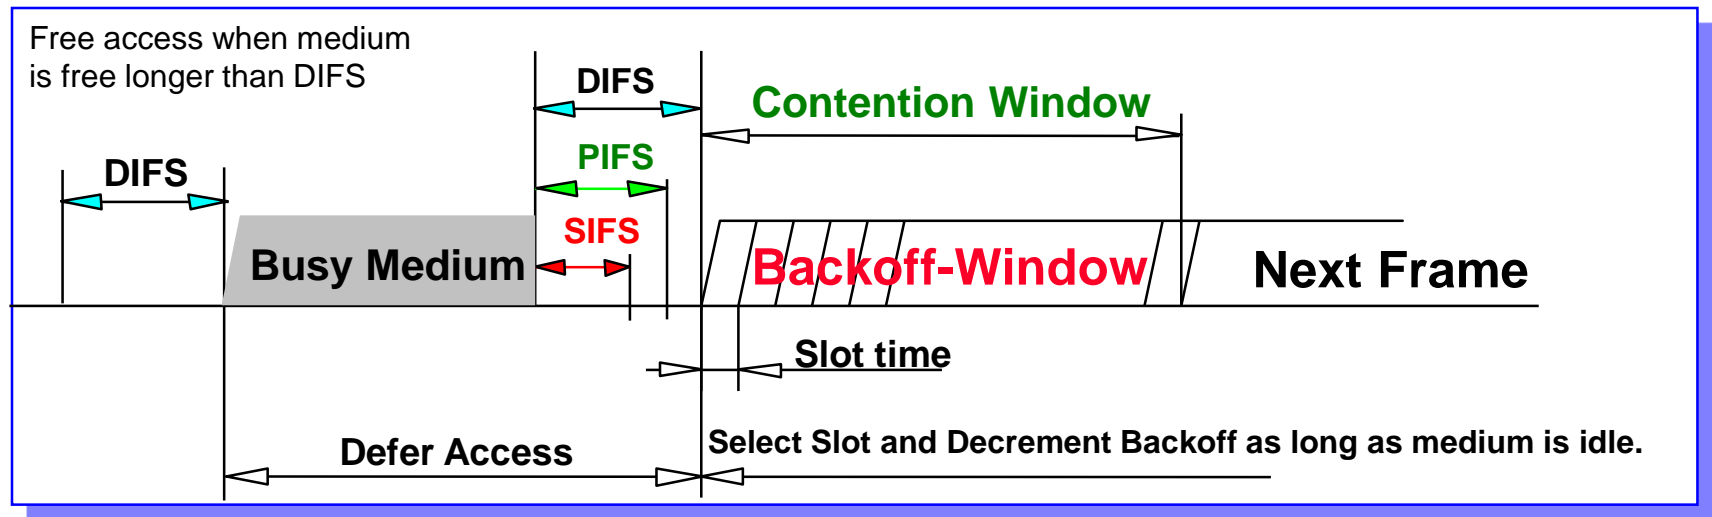 Free access when medium
is free longer than DIFS
DIFS
DIFS
PIFS
SIFS
Contention Window
Busy Medium
Backoff-Window
Next Frame
Slot time
Defer Access
Select Slot and Decrement Backoff as long as medium is idle.